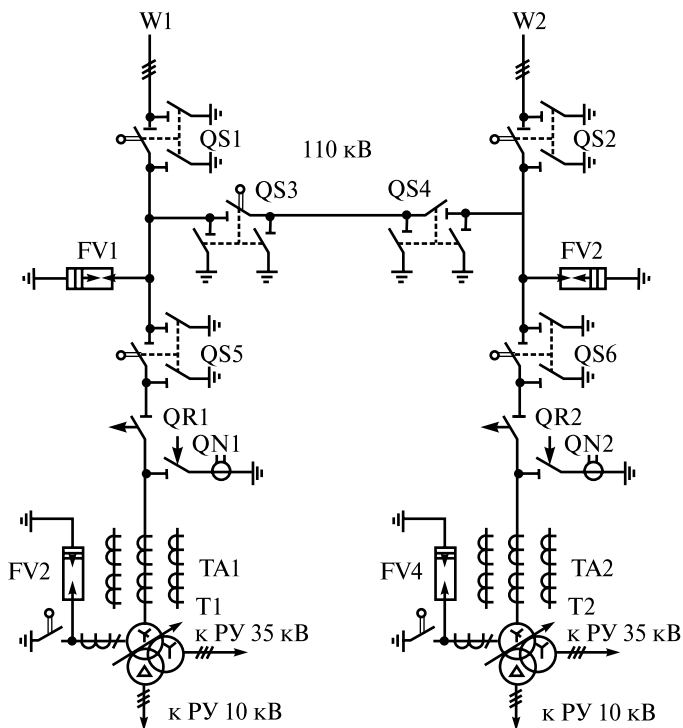 W1 W2
QS1 QS2
110 кВ
QS3 QS4
FV1 FV2
QS5 QS6
QR1 QR2
QN1 QN2
FV2 TA1 FV4 TA2
T1 T2
к РУ 35 кВ к РУ 35 кВ
к РУ 10 кВ к РУ 10 кВ